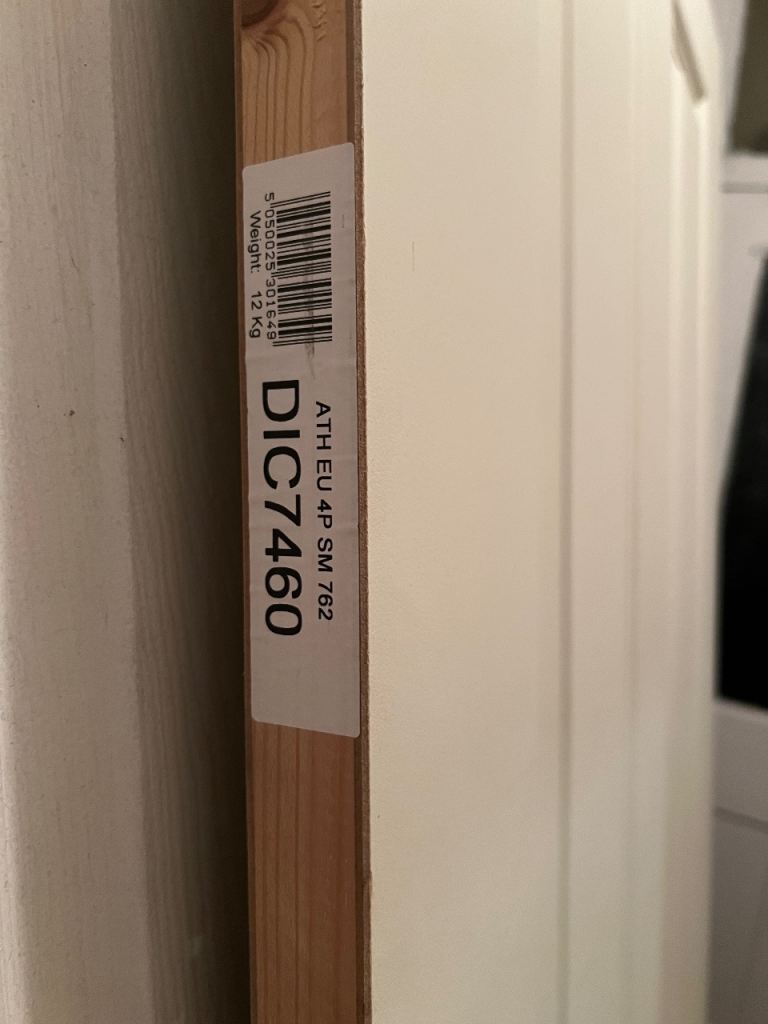 5 050025 301649
Weight: 12 Kg
ATH EU 4P SM 762
DIC7460